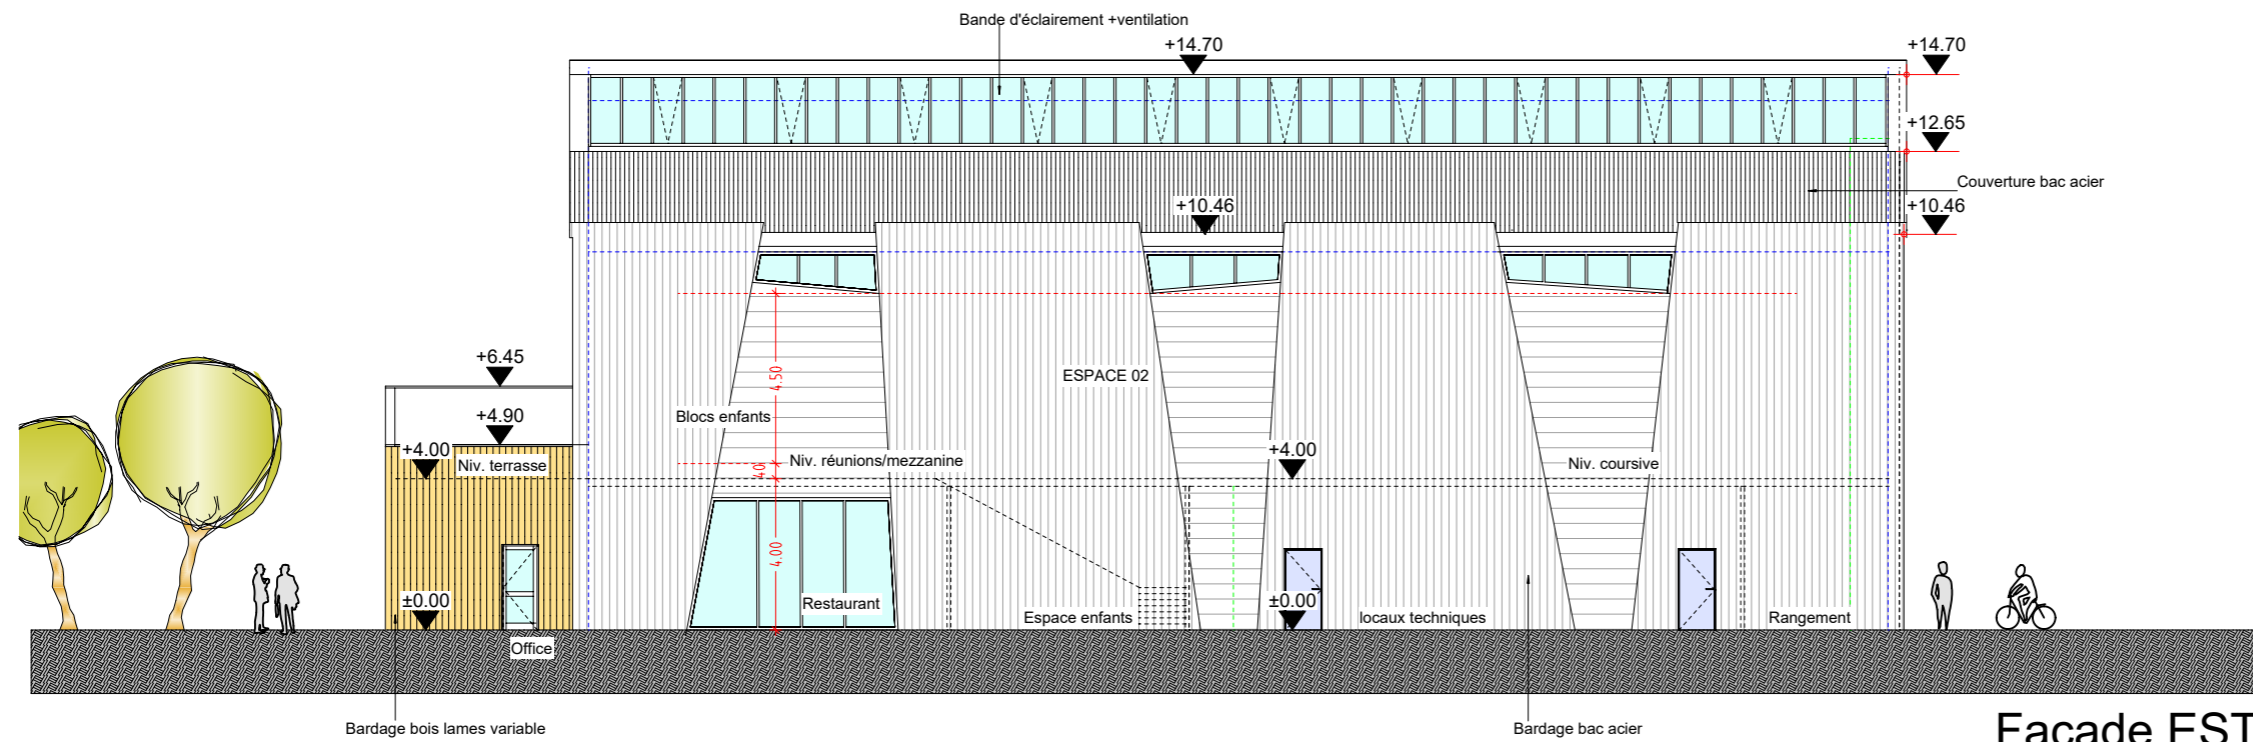 Bande d'éclairement +ventilation
+14.70
+14.70
+12.65
Couverture bac acier
+10.46
+10.46
+6.45
4.50
ESPACE 02
Blocs enfants
+4.90
+4.00
Niv. terrasse
40
Niv. réunions/mezzanine
+4.00
Niv. coursive
4.00
±0.00
Restaurant
±0.00
Espace enfants
locaux techniques
Rangement
Office
Bardage bois lames variable
Bardage bac acier
Facade EST